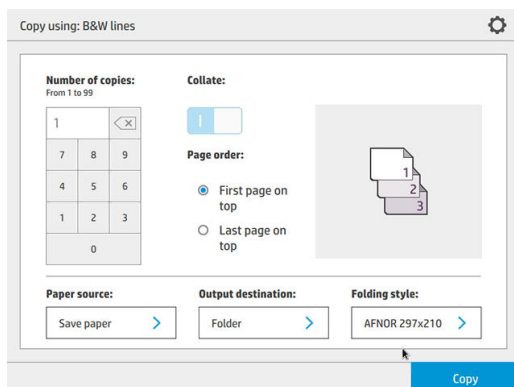 Copy using: B&W lines
Number of copies:
From 1 to 99
1
7 8 9
4 5 6
1 2 3
0
Collate:
Page order:
First page on
top
Last page on
top
1
2
3
Paper source:
Save paper
Output destination:
Folder
Folding style:
AFNOR 297x210
Copy